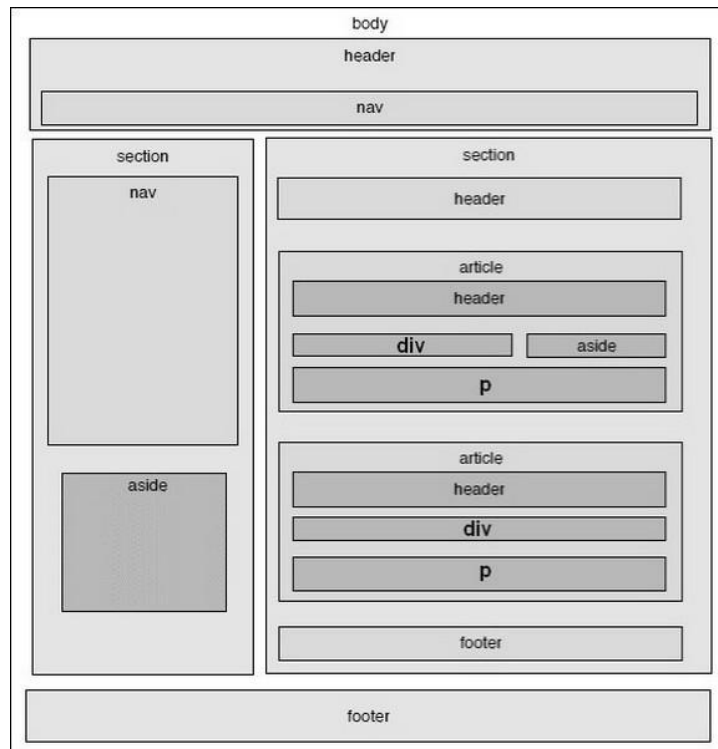 body
header
nav
section
nav
aside
section
header
article
header
div
aside
p
article
header
div
p
footer
footer